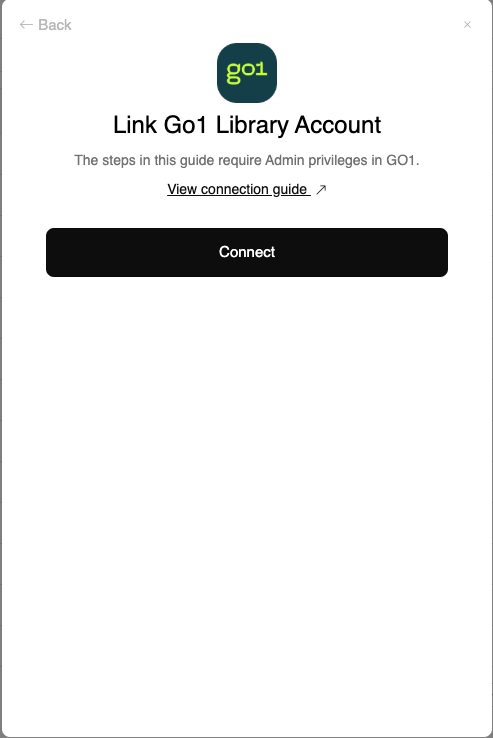 ← Back
×
go1
Link Go1 Library Account
The steps in this guide require Admin privileges in GO1.
View connection guide ↗
Connect